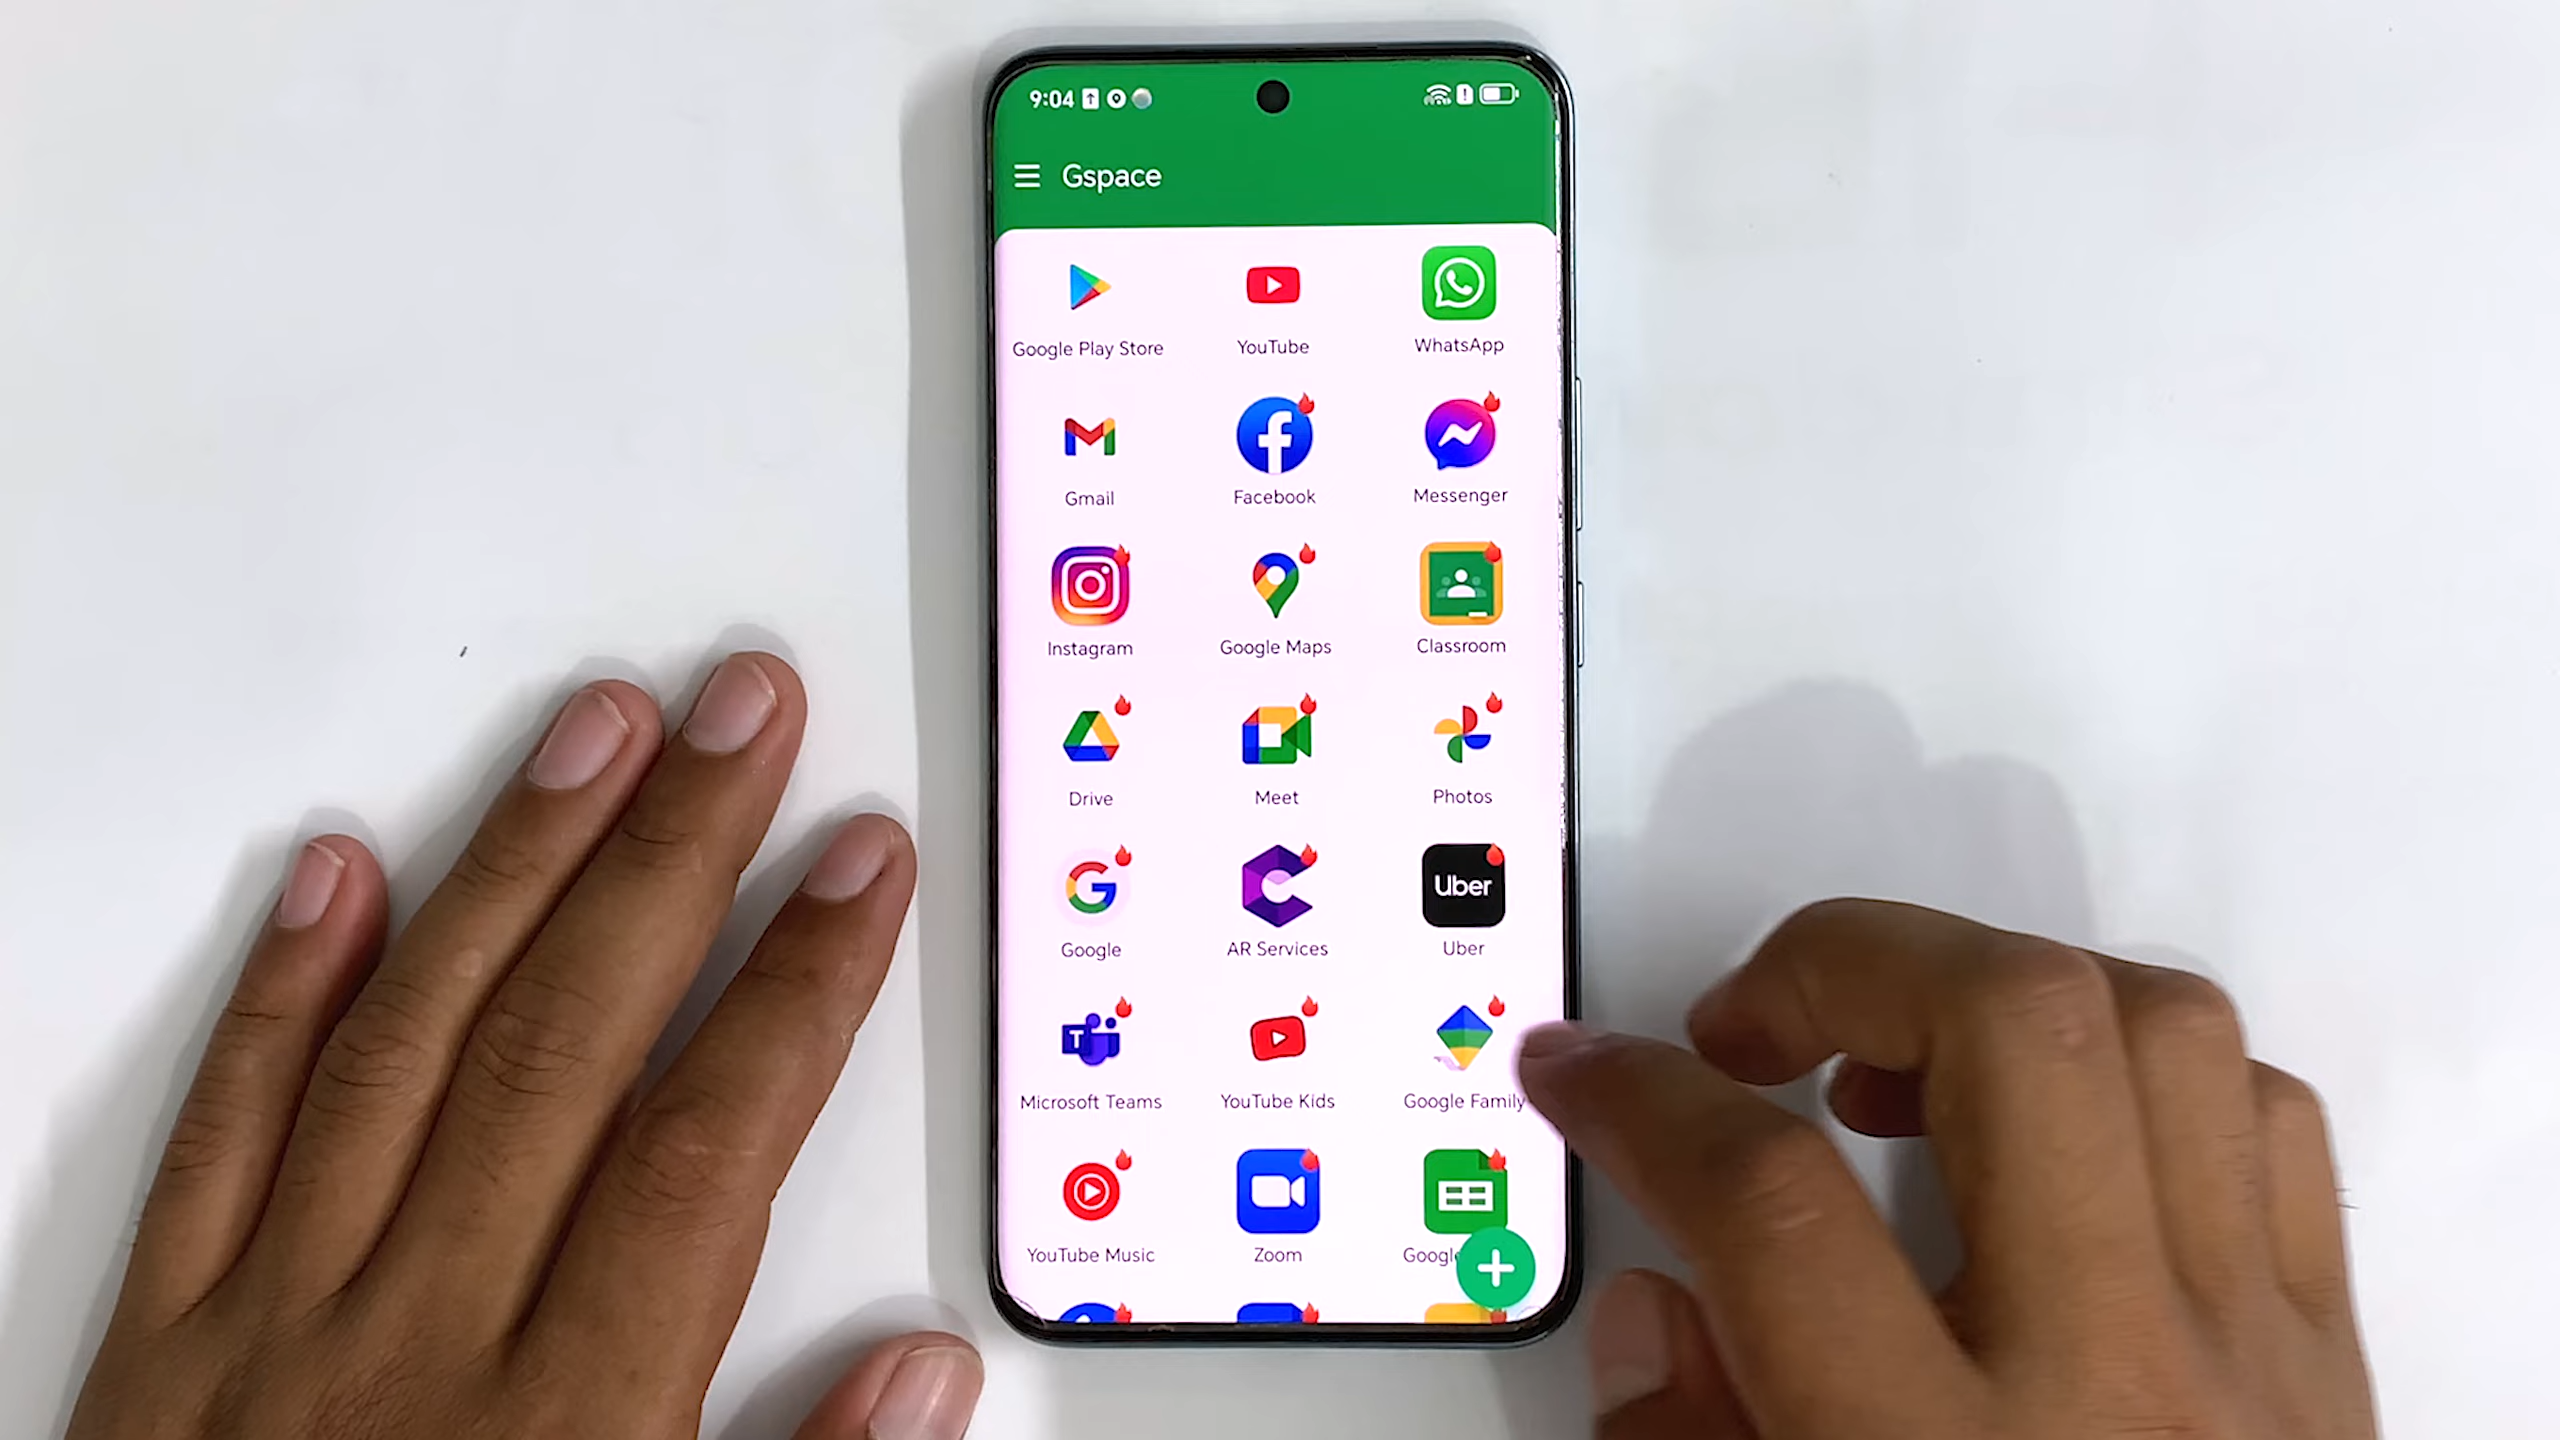 9:04
Gspace
Google Play Store
YouTube
WhatsApp
Gmail
Facebook
Messenger
Instagram
Google Maps
Classroom
Drive
Meet
Photos
Google
AR Services
Uber
Uber
T
Microsoft Teams
YouTube Kids
Google Family
YouTube Music
Zoom